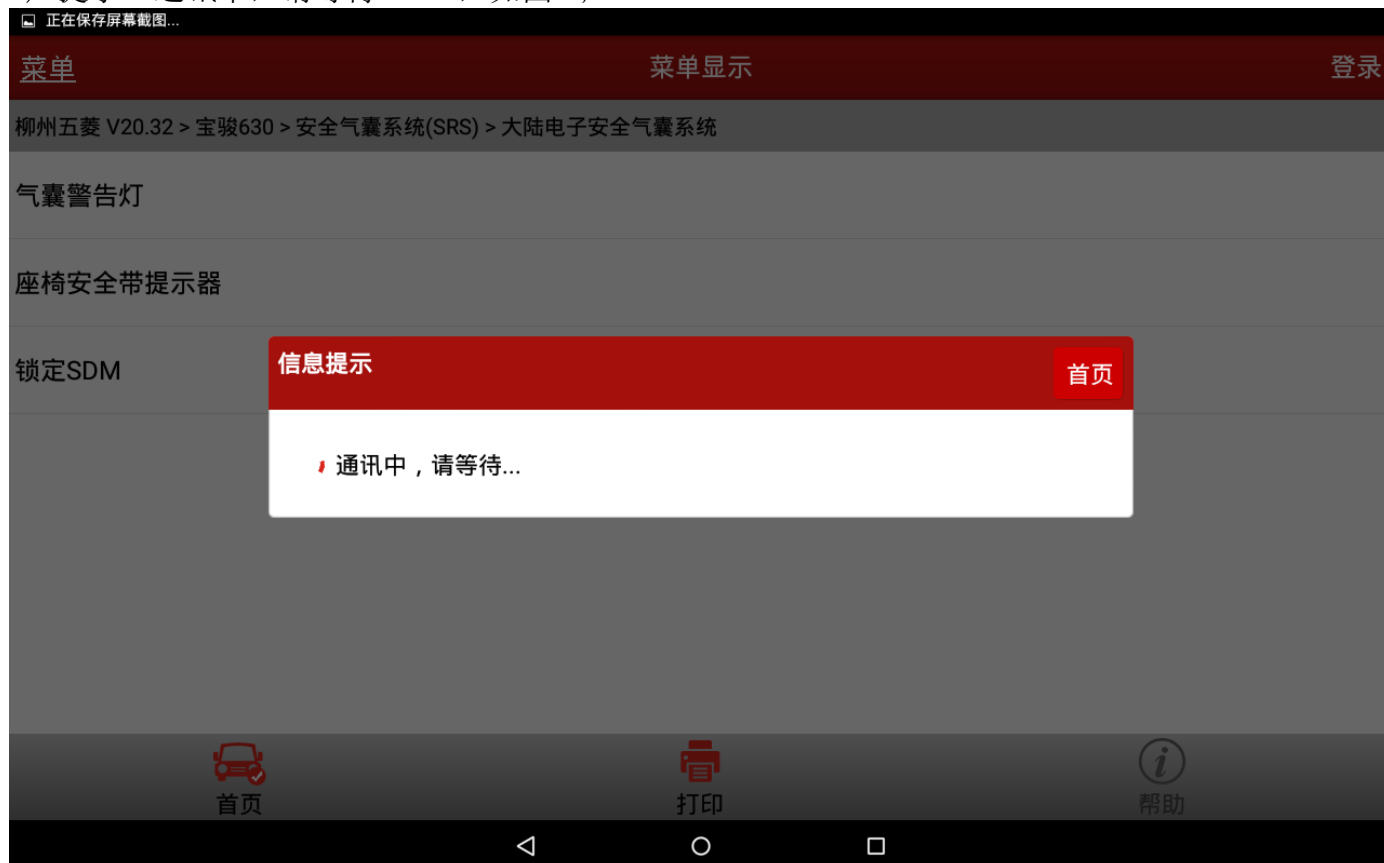 正在保存屏幕截图...
菜单 菜单显示 登录
柳州五菱 V20.32 > 宝骏630 > 安全气囊系统(SRS) > 大陆电子安全气囊系统
气囊警告灯
座椅安全带提示器
锁定SDM
信息提示 首页
通讯中，请等待...
首页 打印 帮助